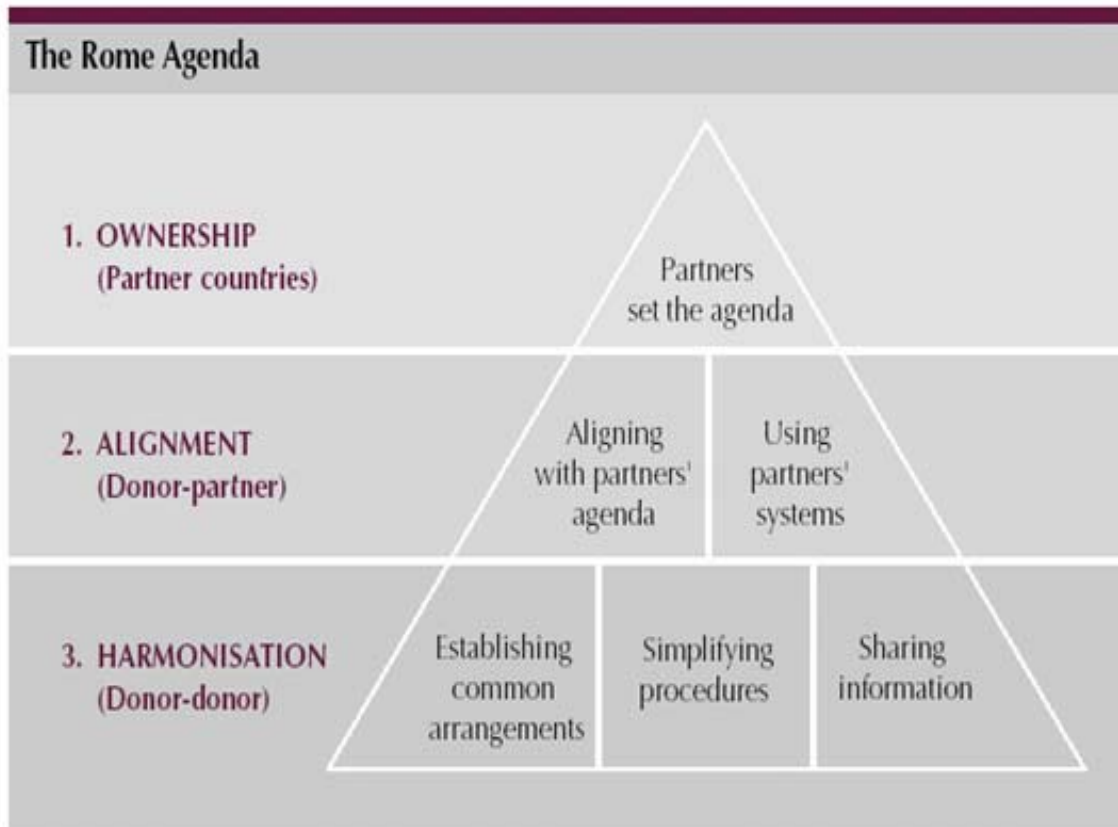 The Rome Agenda
1. OWNERSHIP
(Partner countries)
Partners
set the agenda
2. ALIGNMENT
(Donor-partner)
Aligning
with partners'
agenda
Using
partners'
systems
3. HARMONISATION
(Donor-donor)
Establishing
common
arrangements
Simplifying
procedures
Sharing
information